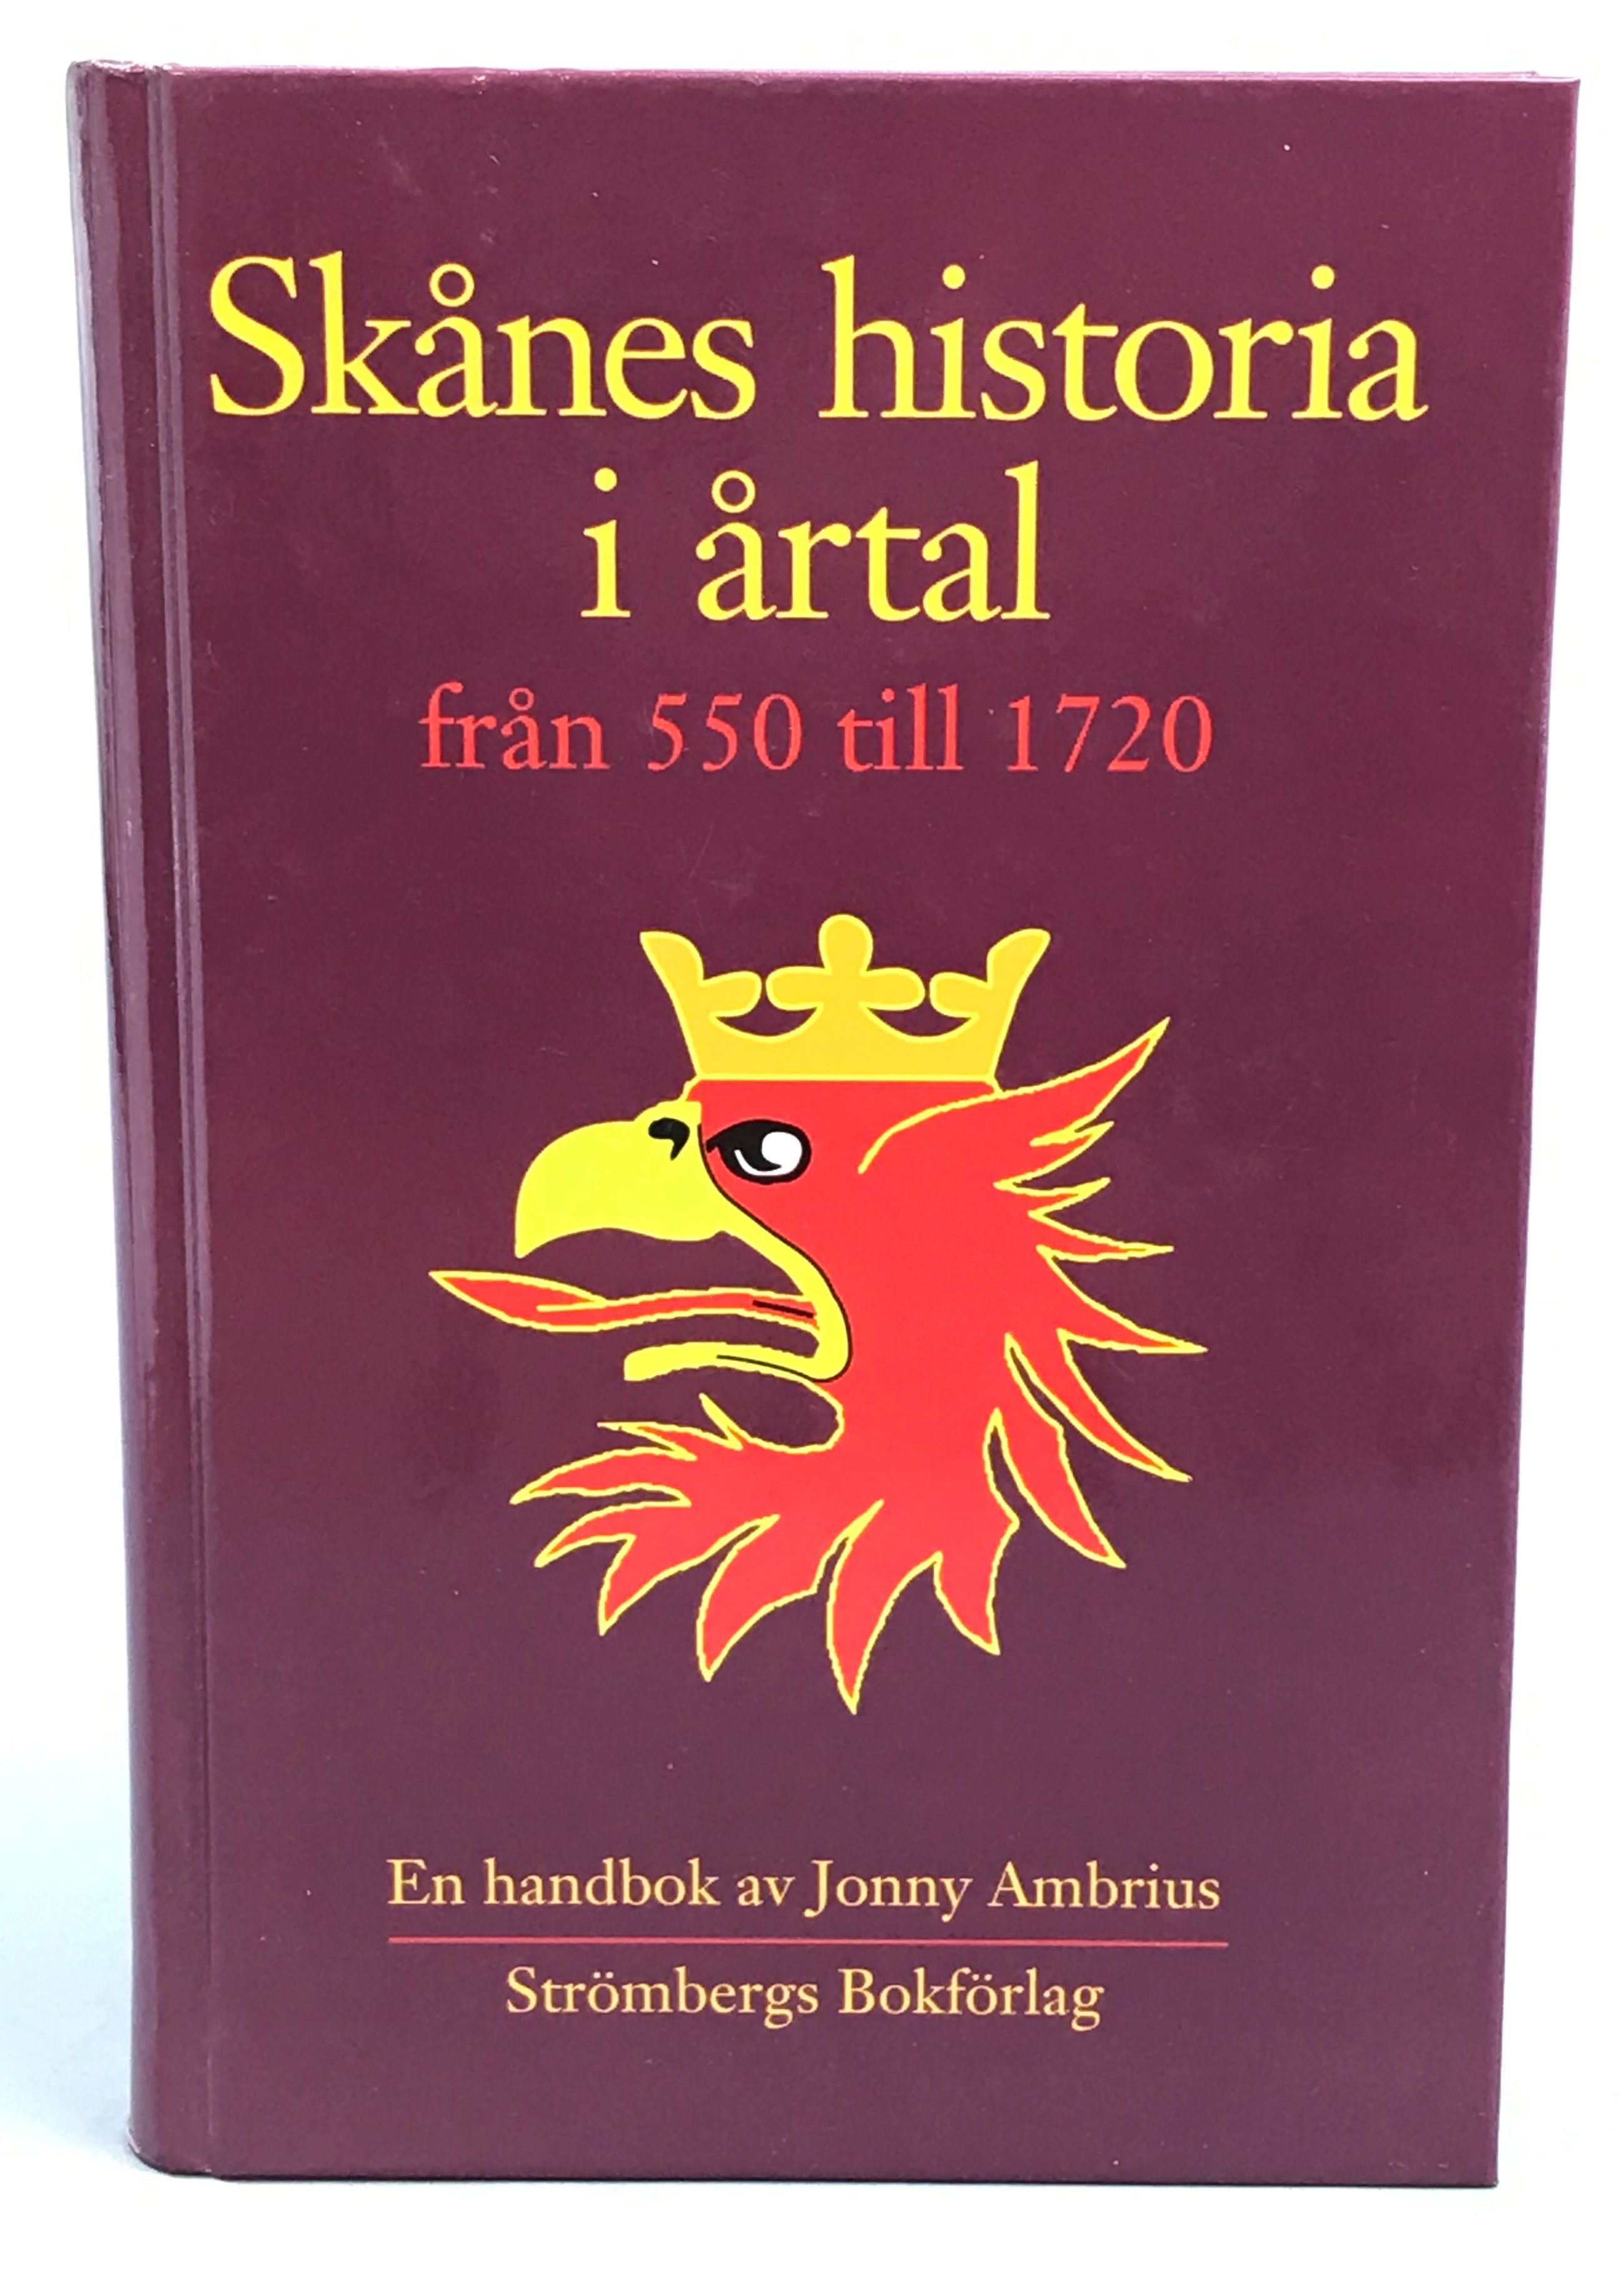 Skånes historia
i årtal
från 550 till 1720
En handbok av Jonny Ambrius
Strömbergs Bokförlag